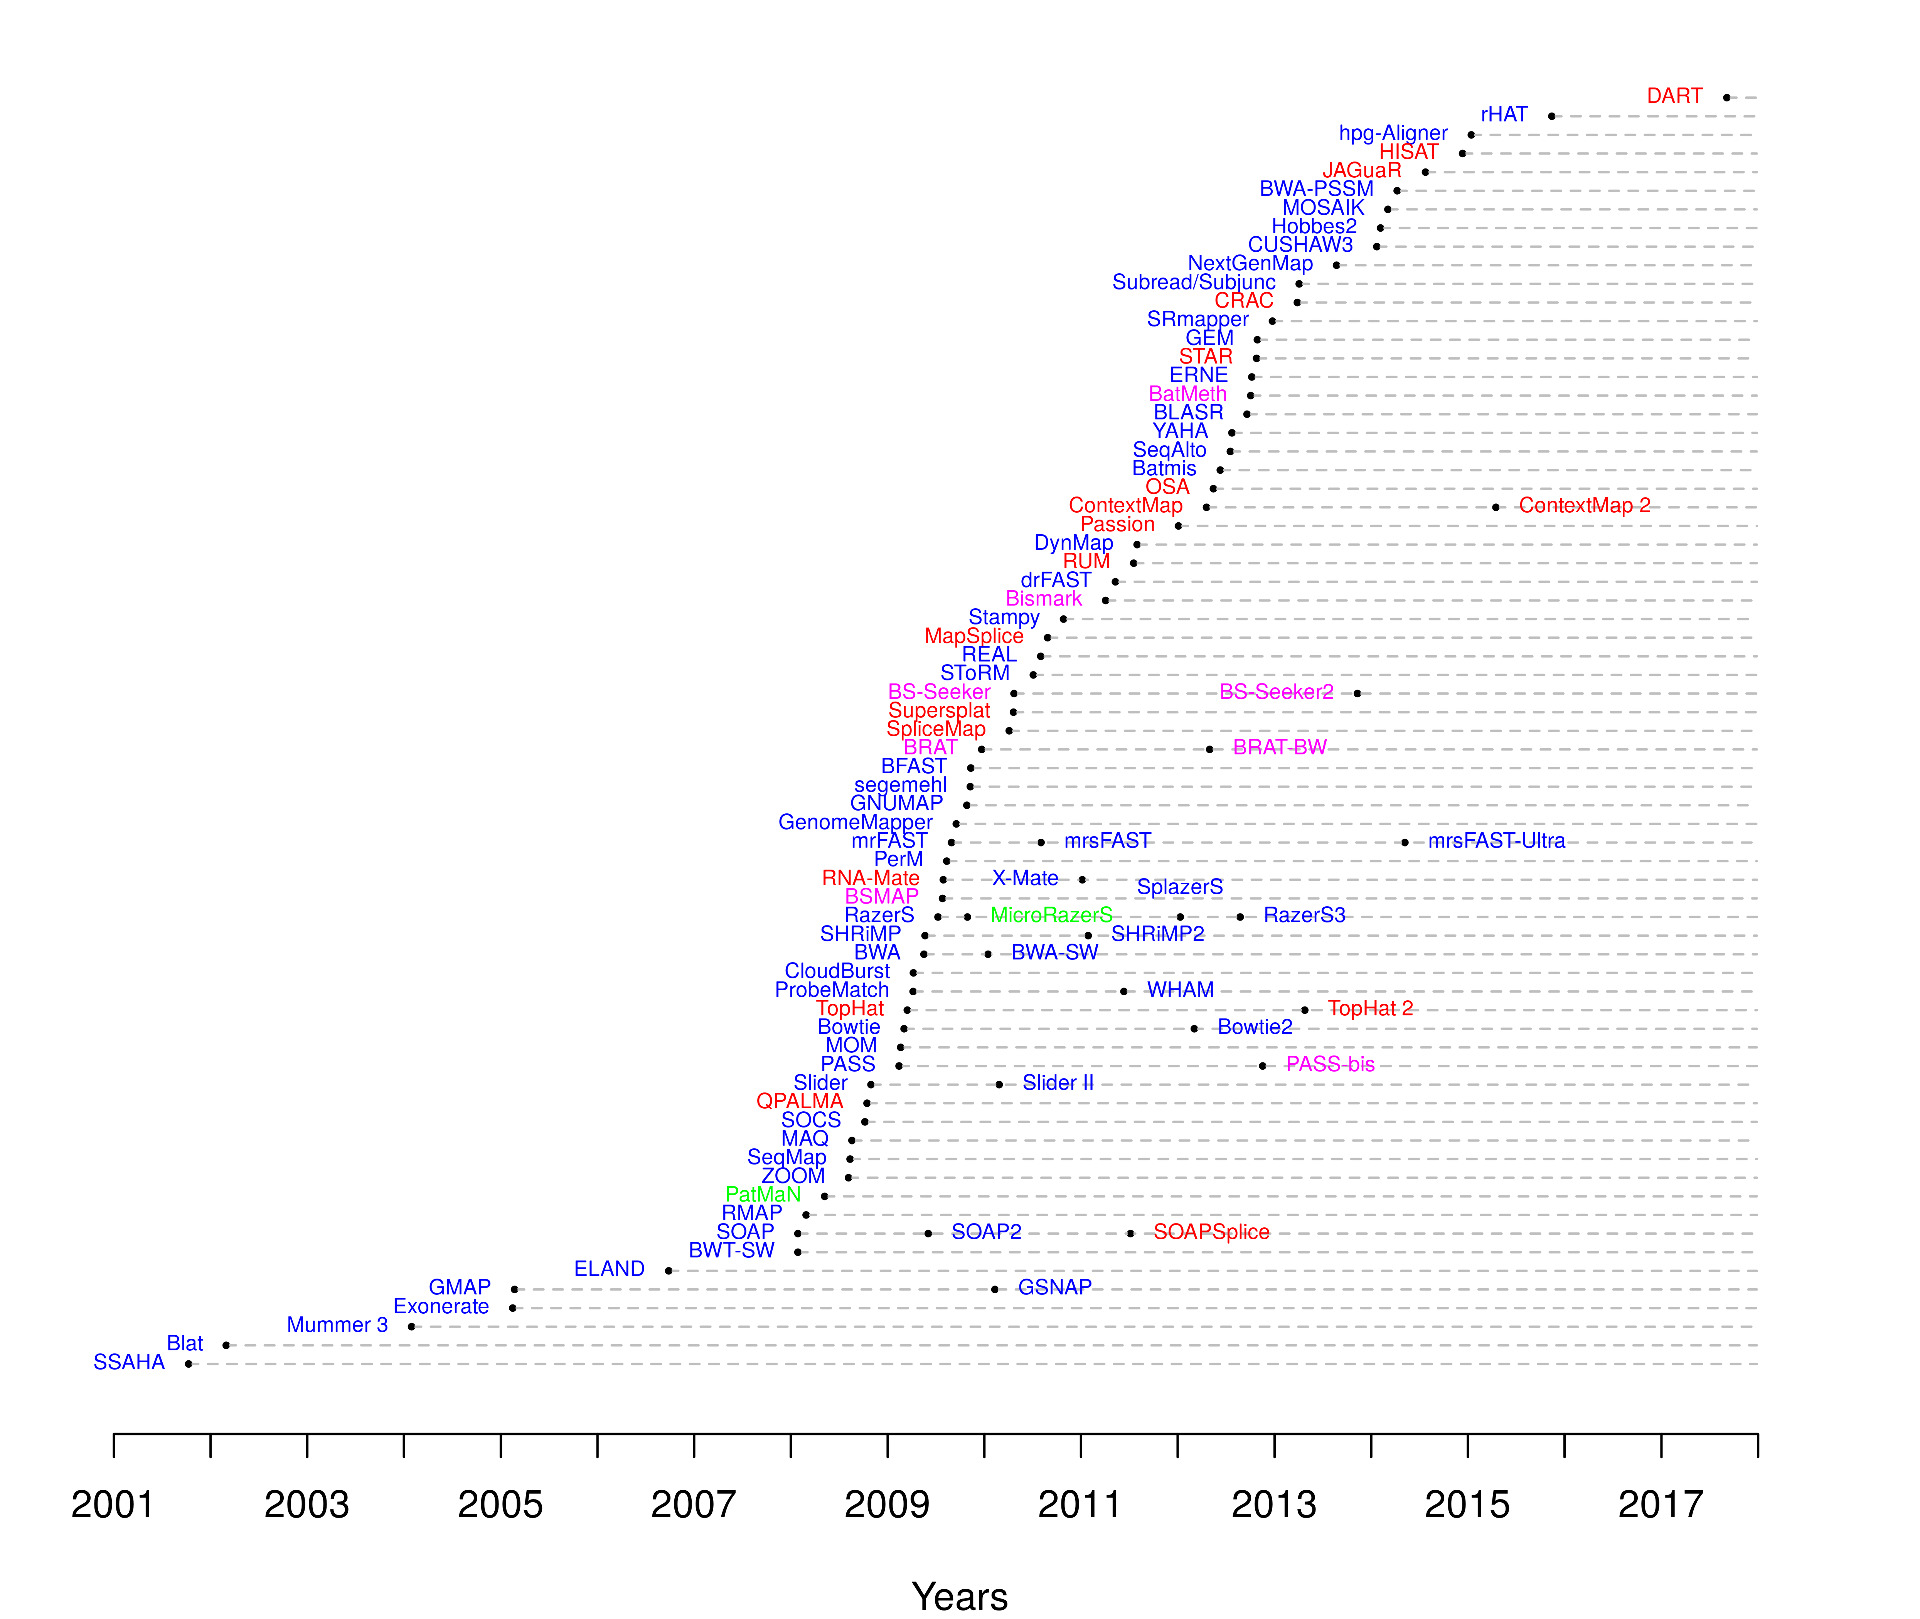 DART
rHAT
hpg-Aligner
HISAT
JAGuaR
BWA-PSSM
MOSAIK
Hobbes2
CUSHAW3
NextGenMap
Subread/Subjunc
CRAC
SRmapper
GEM
STAR
ERNE
BatMeth
BLASR
YAHA
SeqAlto
Batmis
OSA
ContextMap ContextMap 2
Passion
DynMap
RUM
drFAST
Bismark
Stampy
MapSplice
REAL
SToRM
BS-Seeker BS-Seeker2
Supersplat
SpliceMap
BRAT BRAT-BW
BFAST
segemehl
GNUMAP
GenomeMapper
mrFAST mrsFAST mrsFAST-Ultra
PerM
RNA-Mate X-Mate
SplazerS
BSMAP
RazerS MicroRazerS RazerS3
SHRiMP SHRiMP2
BWA BWA-SW
CloudBurst
ProbeMatch WHAM
TopHat TopHat 2
Bowtie Bowtie2
MOM
PASS PASS-bis
Slider Slider II
QPALMA
SOCS
MAQ
SeqMap
ZOOM
PatMaN
RMAP
SOAP SOAP2 SOAPSplice
BWT-SW
ELAND
GMAP GSNAP
Exonerate
Mummer 3
Blat
SSAHA
2001 2003 2005 2007 2009 2011 2013 2015 2017
Years